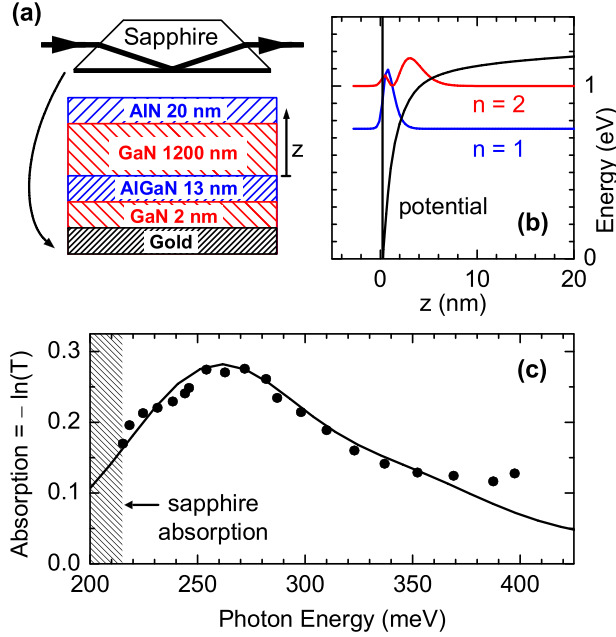 (a)
Sapphire
AlN 20 nm
GaN 1200 nm
z
AlGaN 13 nm
GaN 2 nm
Gold
n = 2
n = 1
potential
(b)
1
0
Energy (eV)
0
10
20
z (nm)
(c)
0.3
0.2
0.1
0.0
Absorption = – ln(T)
sapphire
absorption
200
250
300
350
400
Photon Energy (meV)